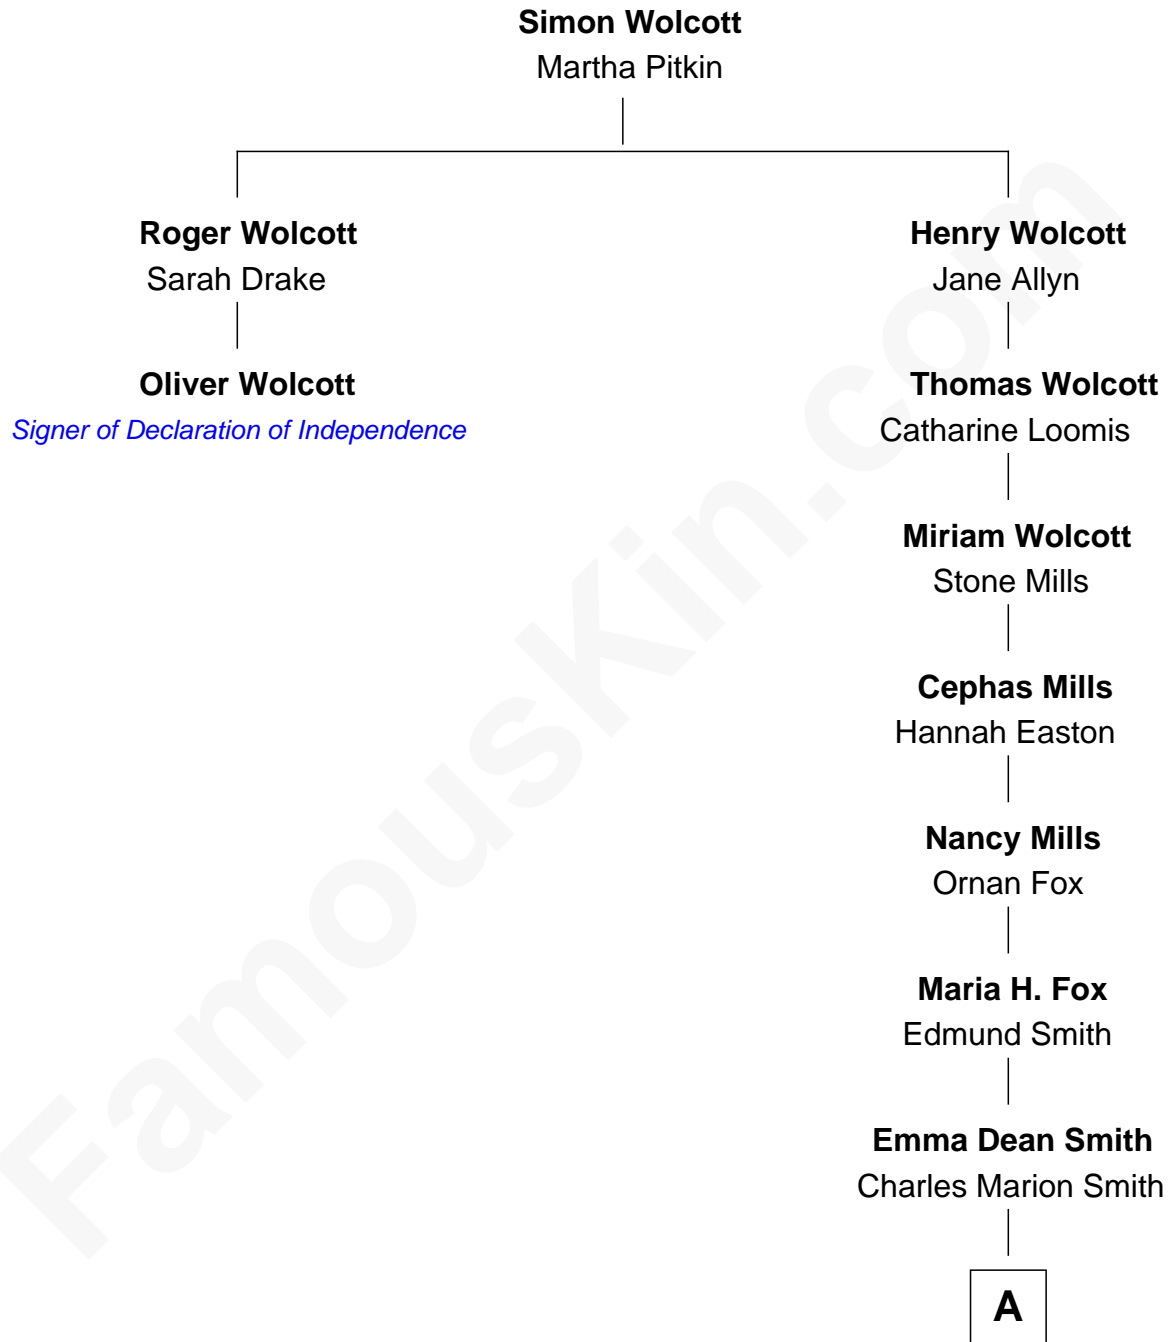 Simon Wolcott
Martha Pitkin
Roger Wolcott
Sarah Drake
Oliver Wolcott
Signer of Declaration of Independence
Henry Wolcott
Jane Allyn
Thomas Wolcott
Catharine Loomis
Miriam Wolcott
Stone Mills
Cephas Mills
Hannah Easton
Nancy Mills
Ornan Fox
Maria H. Fox
Edmund Smith
Emma Dean Smith
Charles Marion Smith
A
FamousKin.com